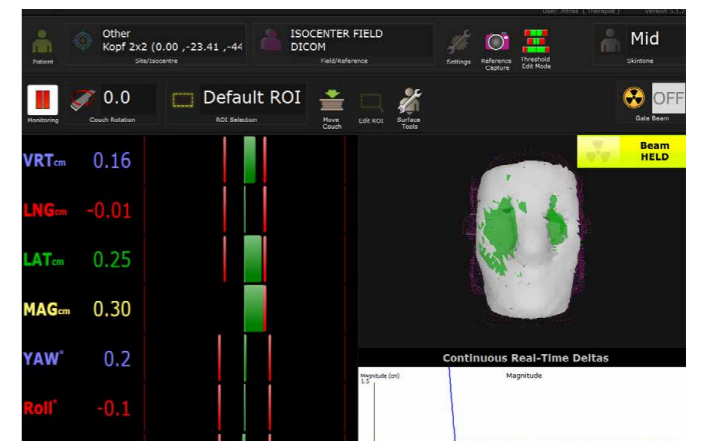 Other
Kopf 2x2 (0.00 ,-23.41 ,-44
Patient
Site/Isocentre
ISOCENTER FIELD
DICOM
Field/Reference
Settings
Reference
Capture
Threshold
Edit Mode
Mid
Skintone
Monitoring
0.0
Couch Rotation
Default ROI
ROI Selection
Move
Couch
Edit ROI
Surface
Tools
OFF
Gate Beam
VRTcm 0.16
LNGcm -0.01
LATcm 0.25
MAGcm 0.30
YAW° 0.2
Roll° -0.1
Beam
HELD
Continuous Real-Time Deltas
Magnitude (cm)
Magnitude
1.5